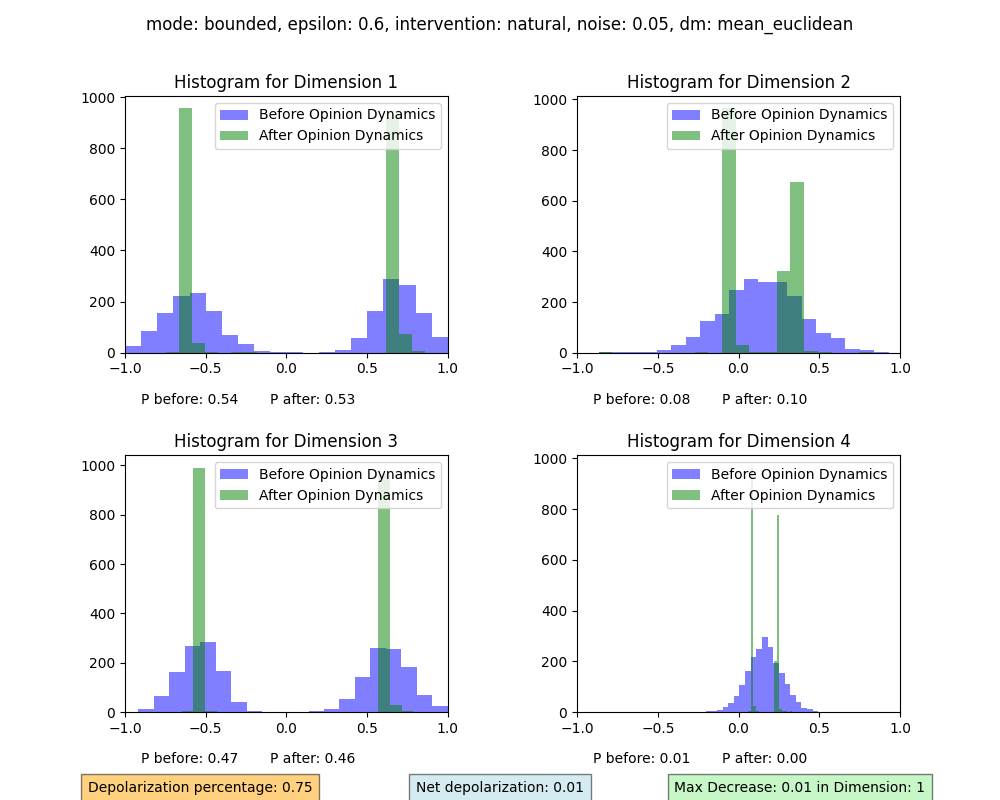 mode: bounded, epsilon: 0.6, intervention: natural, noise: 0.05, dm: mean_euclidean
Histogram for Dimension 1
Before Opinion Dynamics
After Opinion Dynamics
1000
800
600
400
200
0
−1.0 −0.5 0.0 0.5 1.0
P before: 0.54 P after: 0.53
Histogram for Dimension 2
Before Opinion Dynamics
After Opinion Dynamics
1000
800
600
400
200
0
−1.0 −0.5 0.0 0.5 1.0
P before: 0.08 P after: 0.10
Histogram for Dimension 3
Before Opinion Dynamics
After Opinion Dynamics
1000
800
600
400
200
0
−1.0 −0.5 0.0 0.5 1.0
P before: 0.47 P after: 0.46
Histogram for Dimension 4
Before Opinion Dynamics
After Opinion Dynamics
1000
800
600
400
200
0
−1.0 −0.5 0.0 0.5 1.0
P before: 0.01 P after: 0.00
Depolarization percentage: 0.75 Net depolarization: 0.01 Max Decrease: 0.01 in Dimension: 1